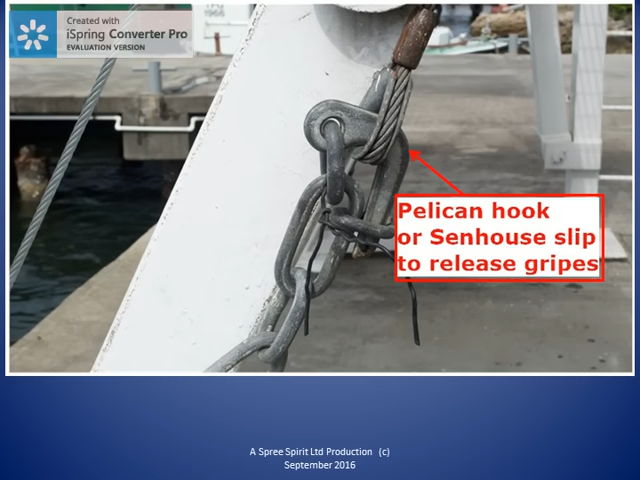 Created with
iSpring Converter Pro
EVALUATION VERSION
Pelican hook
or Senhouse slip
to release gripes
A Spree Spirit Ltd Production (c)
September 2016